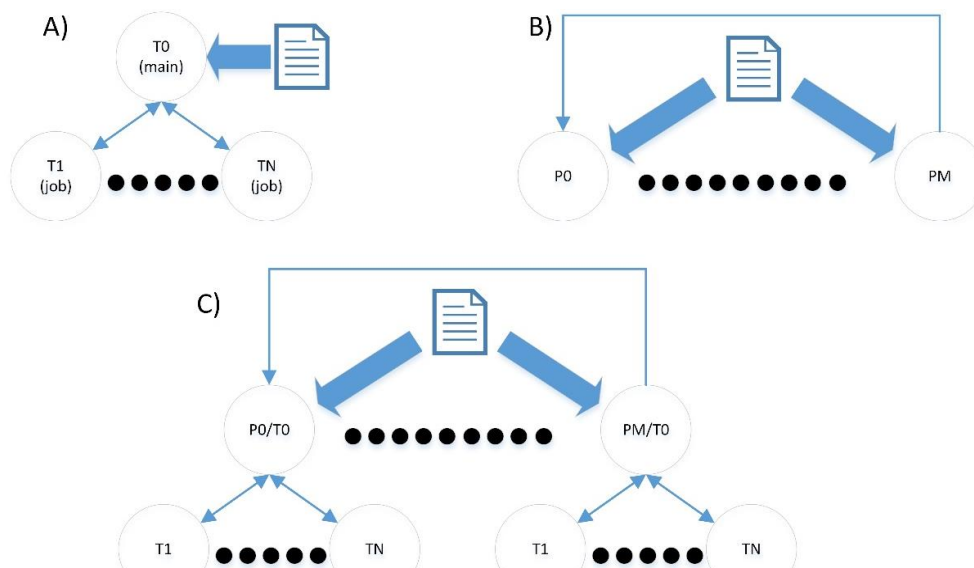 A)
T0
(main)
T1
(job)
TN
(job)
B)
P0
PM
C)
P0/T0
PM/T0
T1
TN
T1
TN